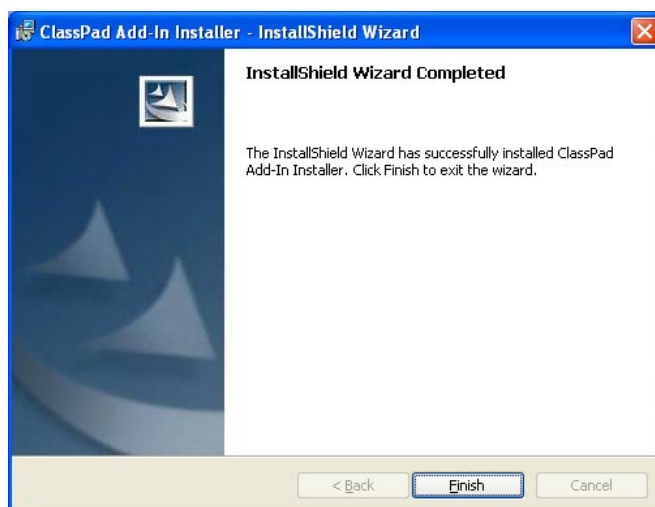 ClassPad Add-In Installer - InstallShield Wizard
InstallShield Wizard Completed
The InstallShield Wizard has successfully installed ClassPad
Add-In Installer. Click Finish to exit the wizard.
< Back
Finish
Cancel